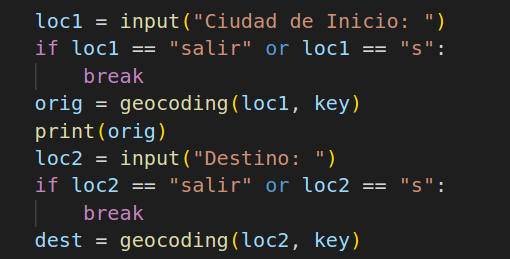 loc1 = input("Ciudad de Inicio: ")
if loc1 == "salir" or loc1 == "s":
    break
orig = geocoding(loc1, key)
print(orig)
loc2 = input("Destino: ")
if loc2 == "salir" or loc2 == "s":
    break
dest = geocoding(loc2, key)